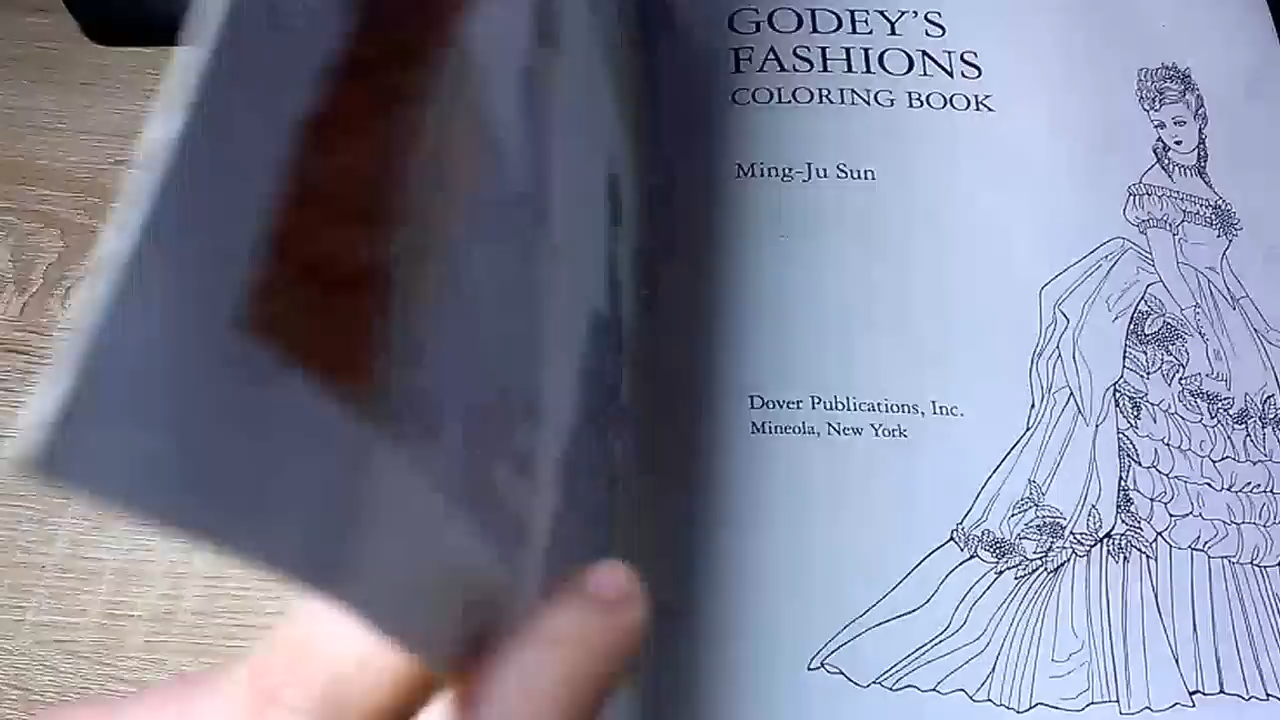 GODEY'S
FASHIONS
COLORING BOOK
Ming-Ju Sun
Dover Publications, Inc.
Mineola, New York